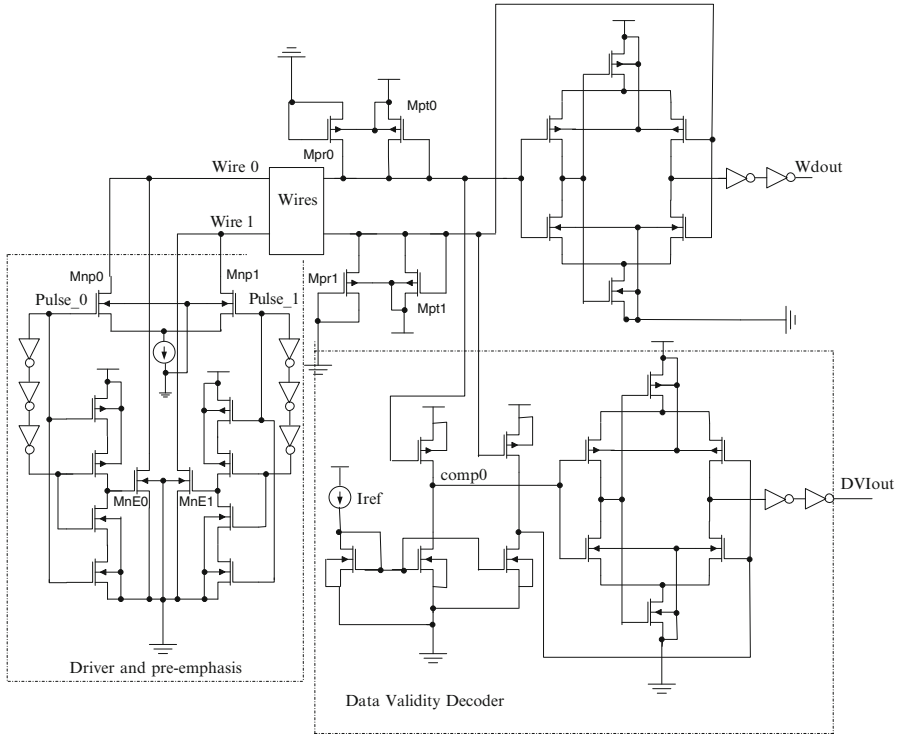 Mpt0
Mpr0
Wire 0
Wires
Wdout
Wire 1
Mnp0
Mnp1
Mpr1
Mpt1
Pulse_0
Pulse_1
comp0
Iref
MnE0
MnE1
DVIout
Driver and pre-emphasis
Data Validity Decoder